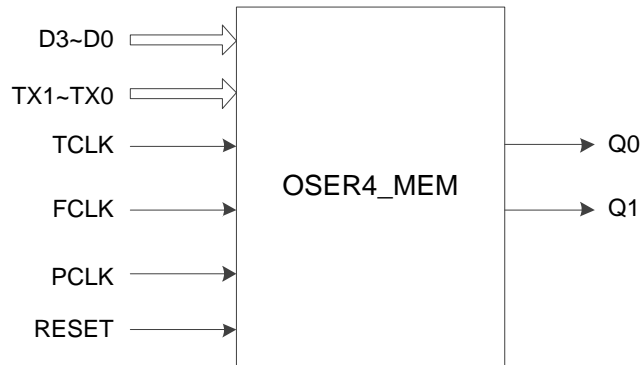 D3~D0
TX1~TX0
TCLK
FCLK
PCLK
RESET
OSER4_MEM
Q0
Q1